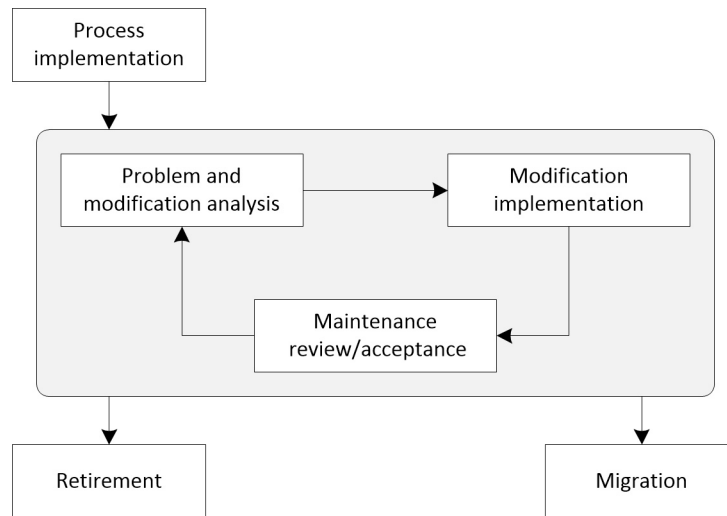 Process
implementation
Problem and
modification analysis
Modification
implementation
Maintenance
review/acceptance
Retirement
Migration